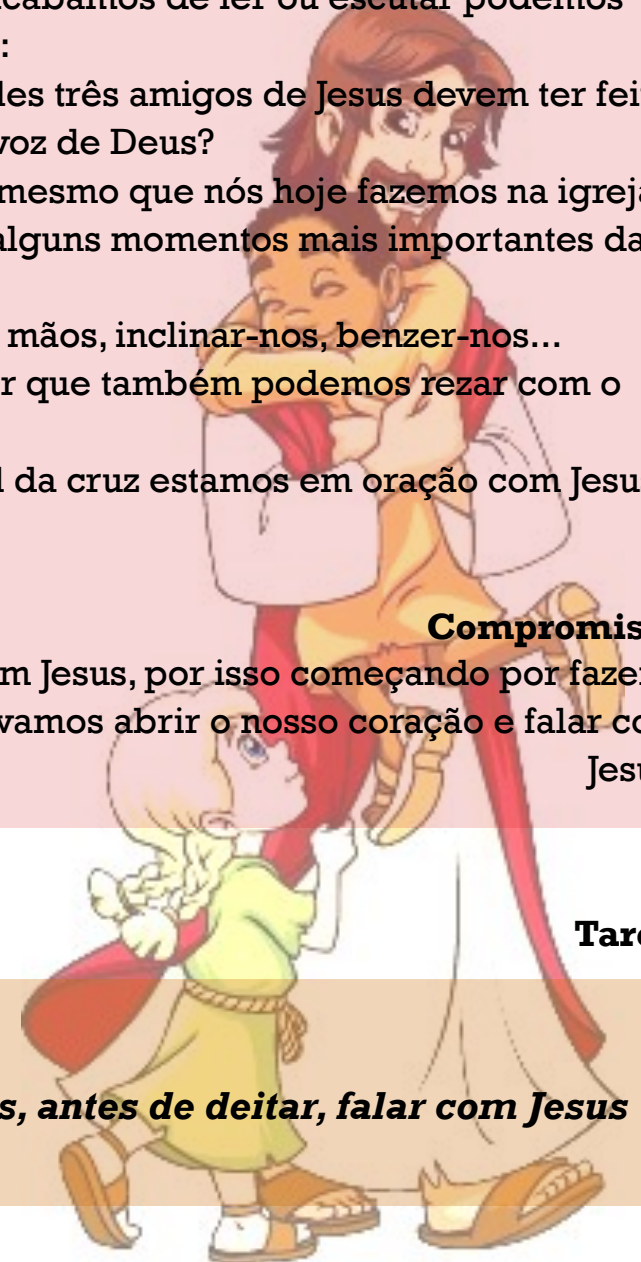 cabamos de ler ou escutar podemos
:
les três amigos de Jesus devem ter fei
voz de Deus?
mesmo que nós hoje fazemos na igreja
alguns momentos mais importantes da
mãos, inclinar-nos, benzer-nos...
r que também podemos rezar com o
l da cruz estamos em oração com Jesu
Compromis
m Jesus, por isso começando por fazer
vamos abrir o nosso coração e falar co
Jesu
Tare
s, antes de deitar, falar com Jesus